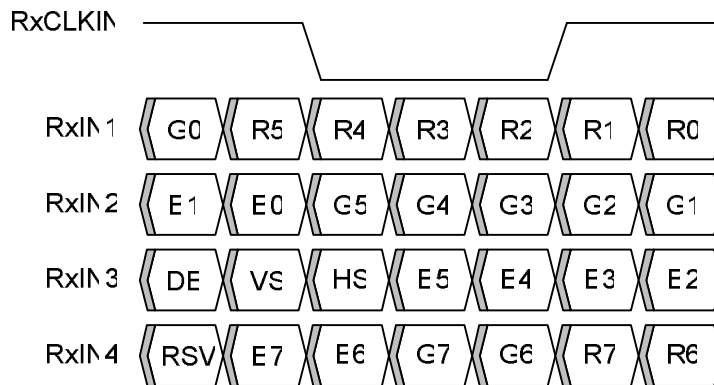 RxCLKIN
RxIN1 G0 R5 R4 R3 R2 R1 R0
RxIN2 E1 E0 G5 G4 G3 G2 G1
RxIN3 DE VS HS E5 E4 E3 E2
RxIN4 RSV E7 E6 G7 G6 R7 R6